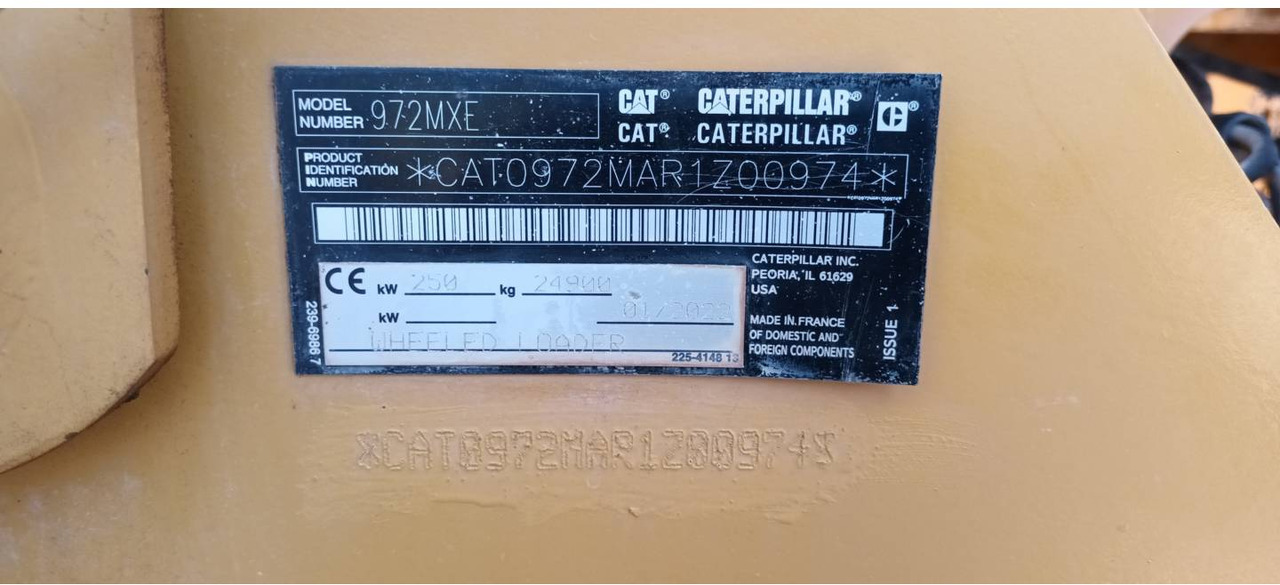 MODEL NUMBER 972MXE
CAT® CATERPILLAR®
CAT® CATERPILLAR®
PRODUCT IDENTIFICATION NUMBER *CAT0972MAR1Z00974*
*CAT0972MAR1Z00974*
CE kW 250 kg 24900
kW
WHEELED LOADER
225-4148 13
239-6986 7
CATERPILLAR INC.
PEORIA, IL 61629
USA
MADE IN FRANCE
OF DOMESTIC AND
FOREIGN COMPONENTS
ISSUE 1
*CAT0972MAR1Z00974*